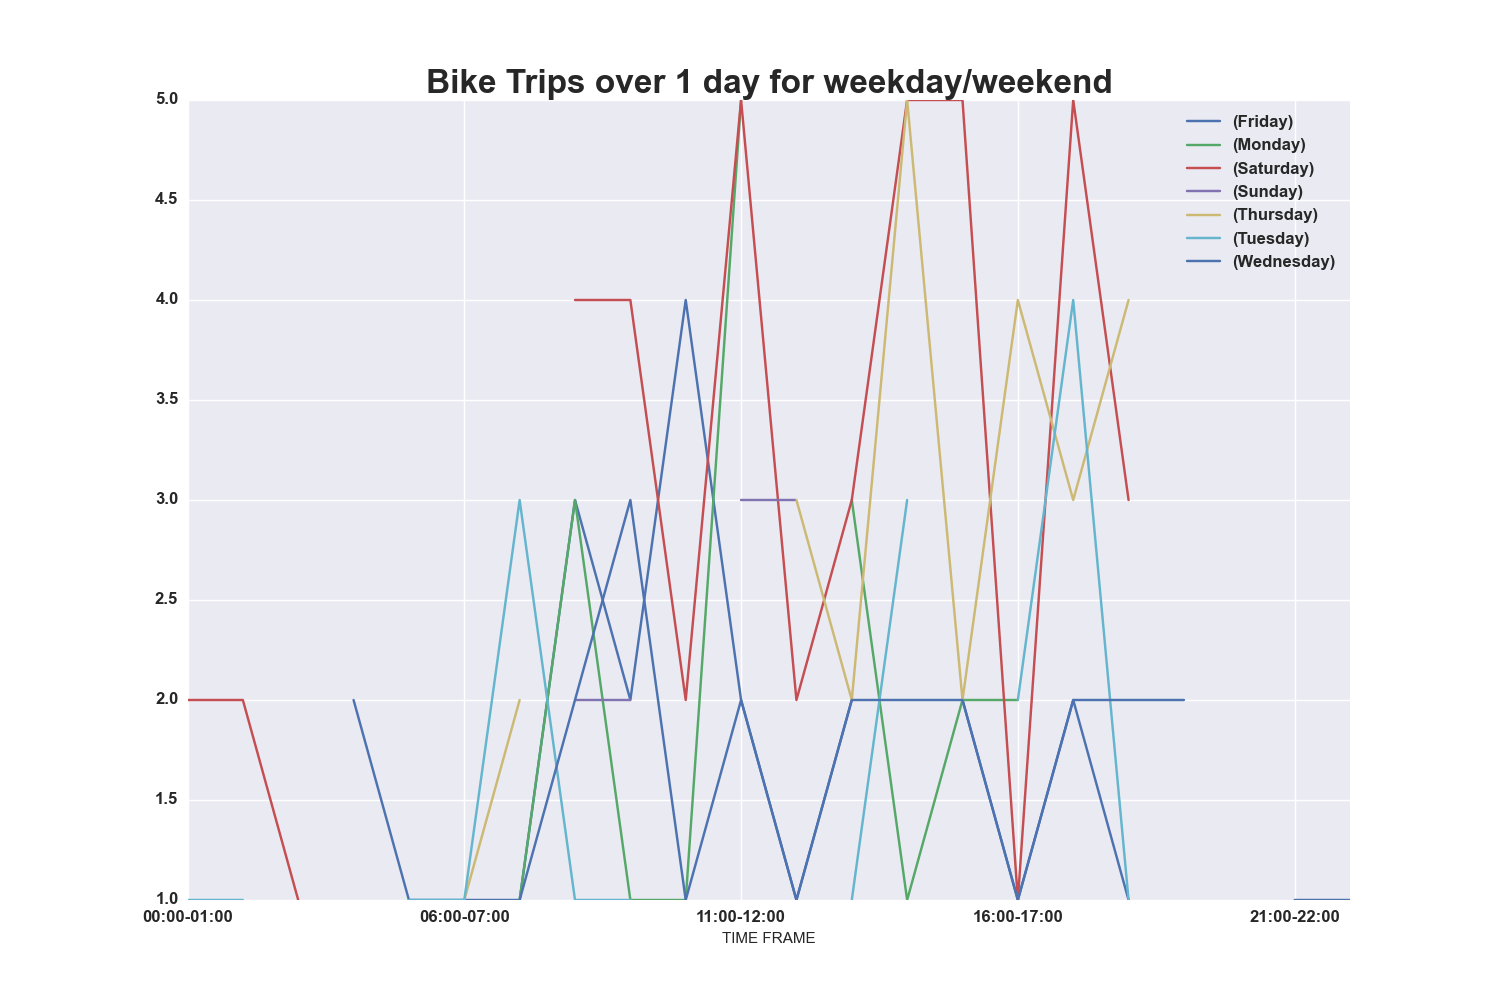 Bike Trips over 1 day for weekday/weekend
5.0
4.5
4.0
3.5
3.0
2.5
2.0
1.5
1.0
(Friday)
(Monday)
(Saturday)
(Sunday)
(Thursday)
(Tuesday)
(Wednesday)
00:00-01:00 06:00-07:00 11:00-12:00 16:00-17:00 21:00-22:00
TIME FRAME